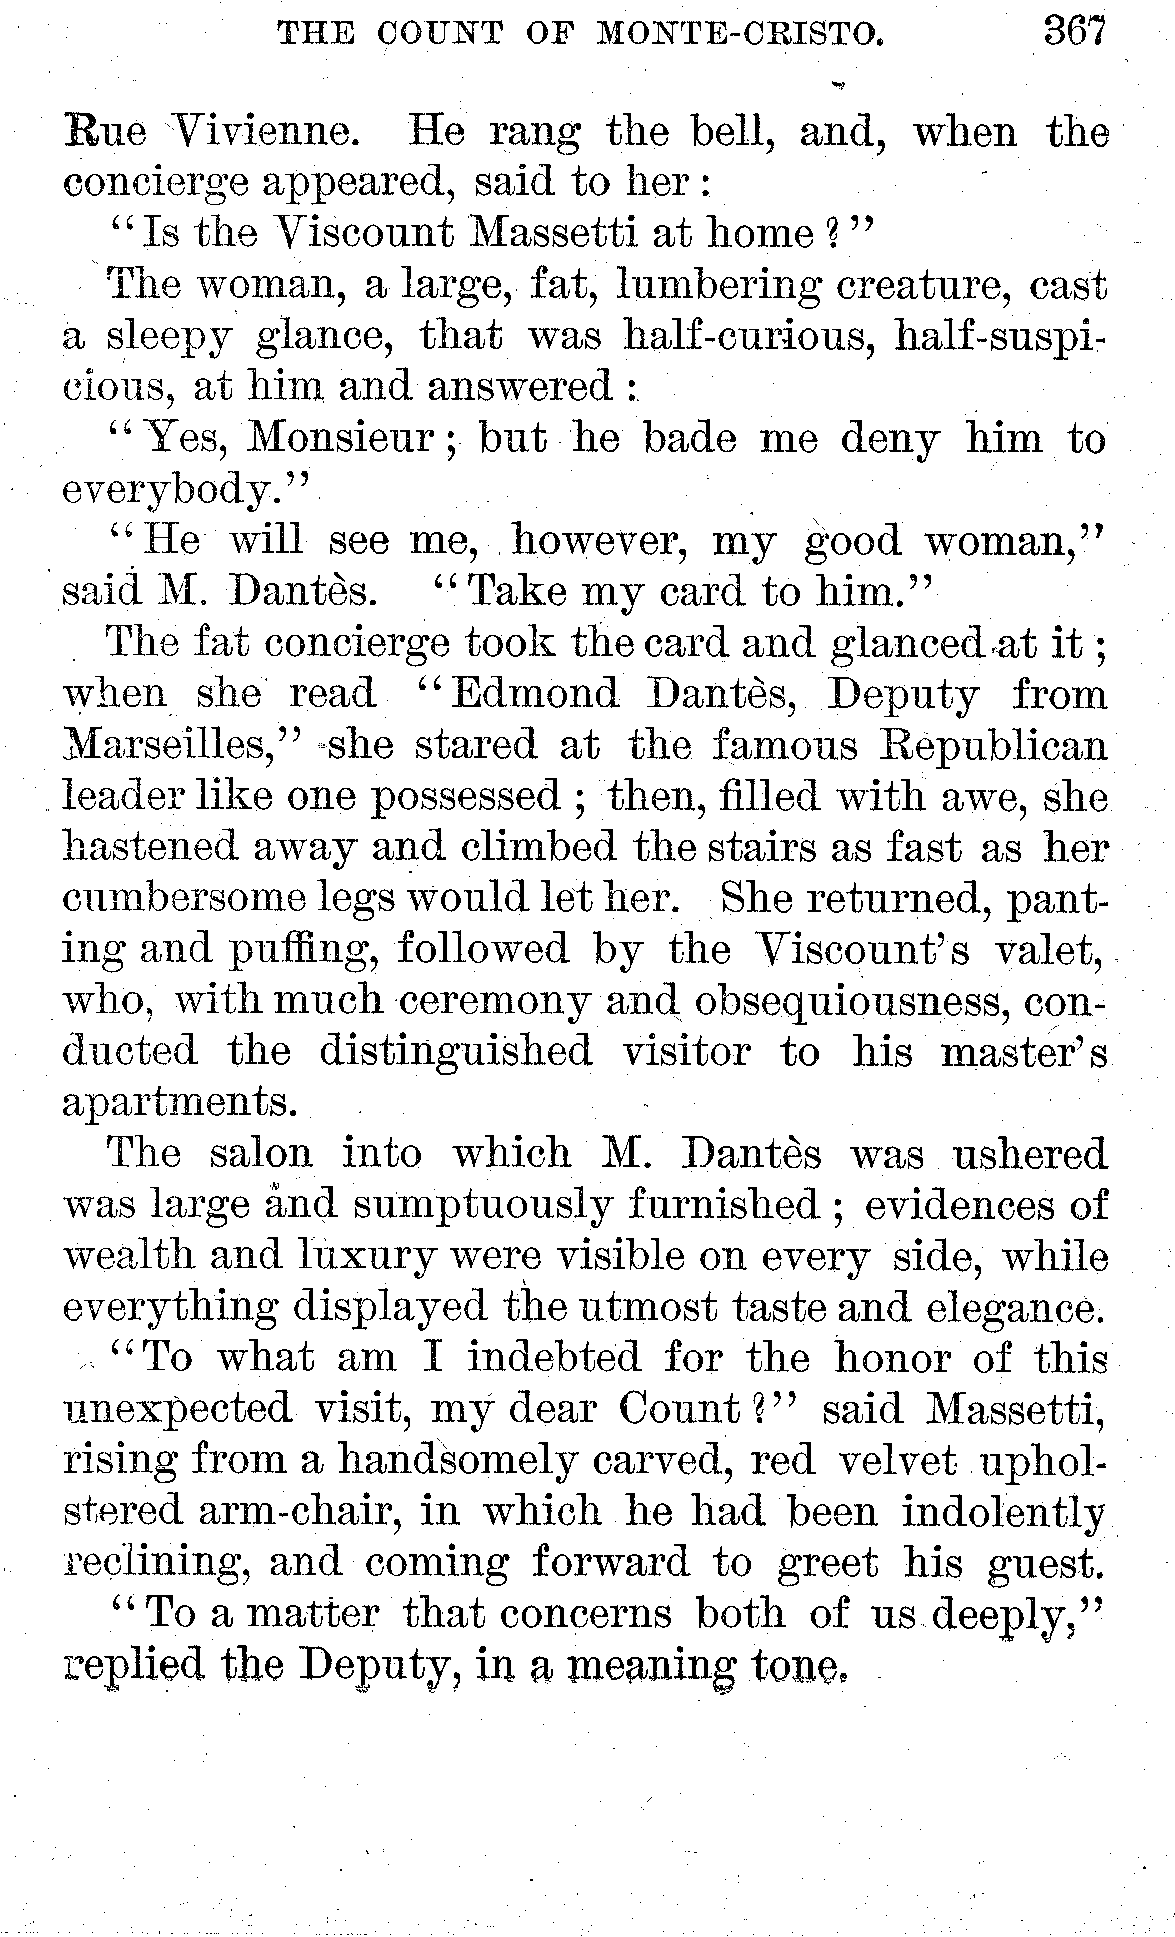 THE COUNT OF MONTE-CRISTO. 367
Rue Vivienne. He rang the bell, and, when the
concierge appeared, said to her :
"Is the Viscount Massetti at home ? "
The woman, a large, fat, lumbering creature, cast
a sleepy glance, that was half-curious, half-suspi-
cious, at him and answered :
"Yes, Monsieur ; but he bade me deny him to
everybody."
"He will see me, however, my good woman,"
said M. Dantès. "Take my card to him."
The fat concierge took the card and glanced at it ;
when she read "Edmond Dantès, Deputy from
Marseilles," she stared at the famous Republican
leader like one possessed ; then, filled with awe, she
hastened away and climbed the stairs as fast as her
cumbersome legs would let her. She returned, pant-
ing and puffing, followed by the Viscount's valet,
who, with much ceremony and obsequiousness, con-
ducted the distinguished visitor to his master's
apartments.
The salon into which M. Dantès was ushered
was large and sumptuously furnished ; evidences of
wealth and luxury were visible on every side, while
everything displayed the utmost taste and elegance.
"To what am I indebted for the honor of this
unexpected visit, my dear Count ?" said Massetti,
rising from a handsomely carved, red velvet uphol-
stered arm-chair, in which he had been indolently
reclining, and coming forward to greet his guest.
"To a matter that concerns both of us deeply,"
replied the Deputy, in a meaning tone.